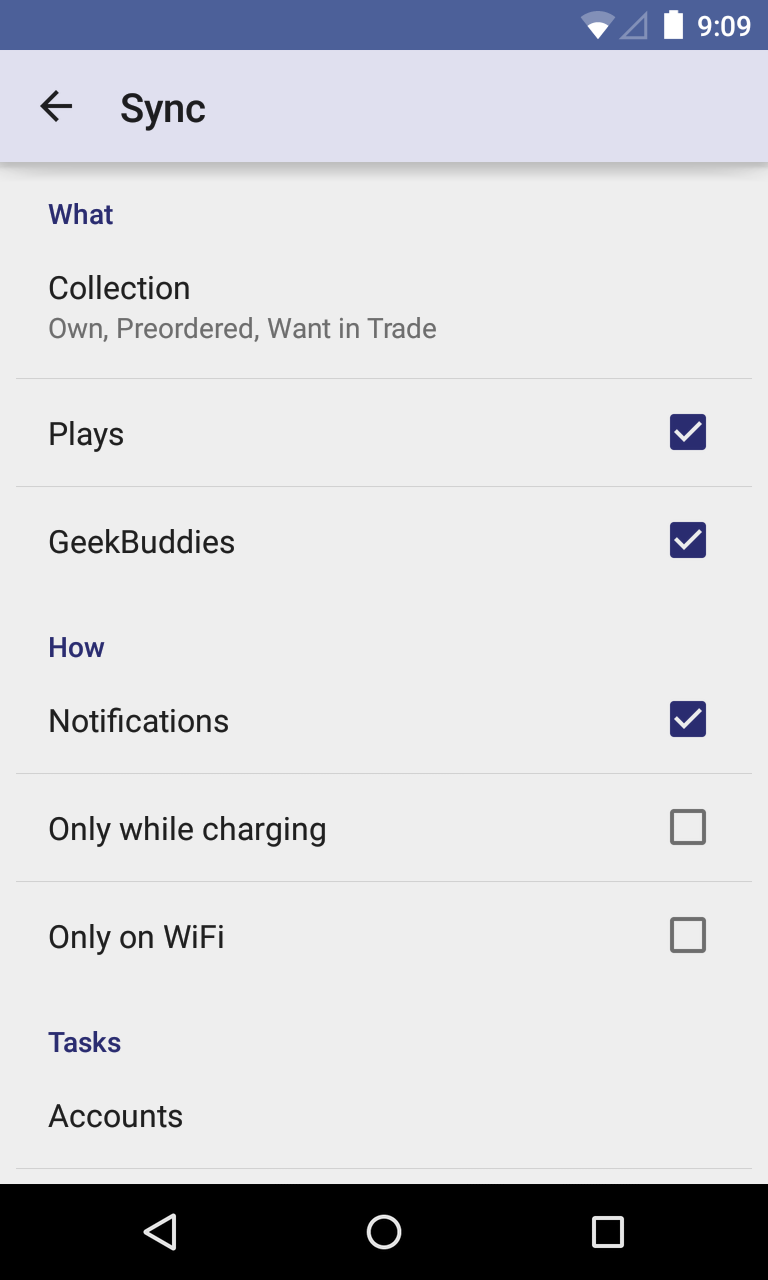 9:09
Sync
What
Collection
Own, Preordered, Want in Trade
Plays
GeekBuddies
How
Notifications
Only while charging
Only on WiFi
Tasks
Accounts